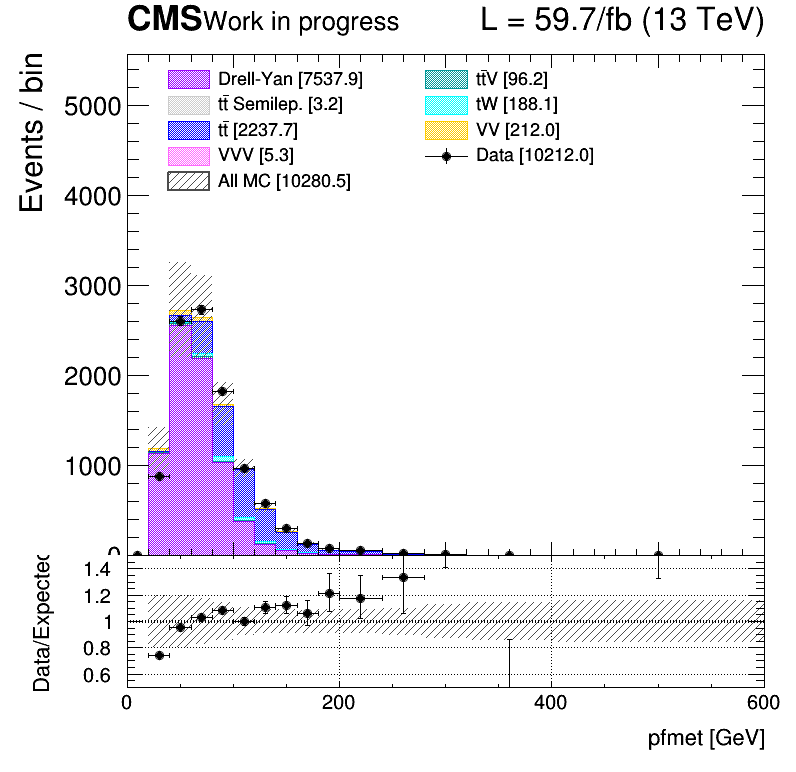 CMS Work in progress L = 59.7/fb (13 TeV)
Events / bin
Drell-Yan [7537.9]
tt̄ Semilep. [3.2]
tt̄ [2237.7]
VVV [5.3]
All MC [10280.5]
tt̄V [96.2]
tW [188.1]
VV [212.0]
Data [10212.0]
5000
4000
3000
2000
1000
0
Data/Expected
1.4
1.2
1
0.8
0.6
0 200 400 600
pfmet [GeV]